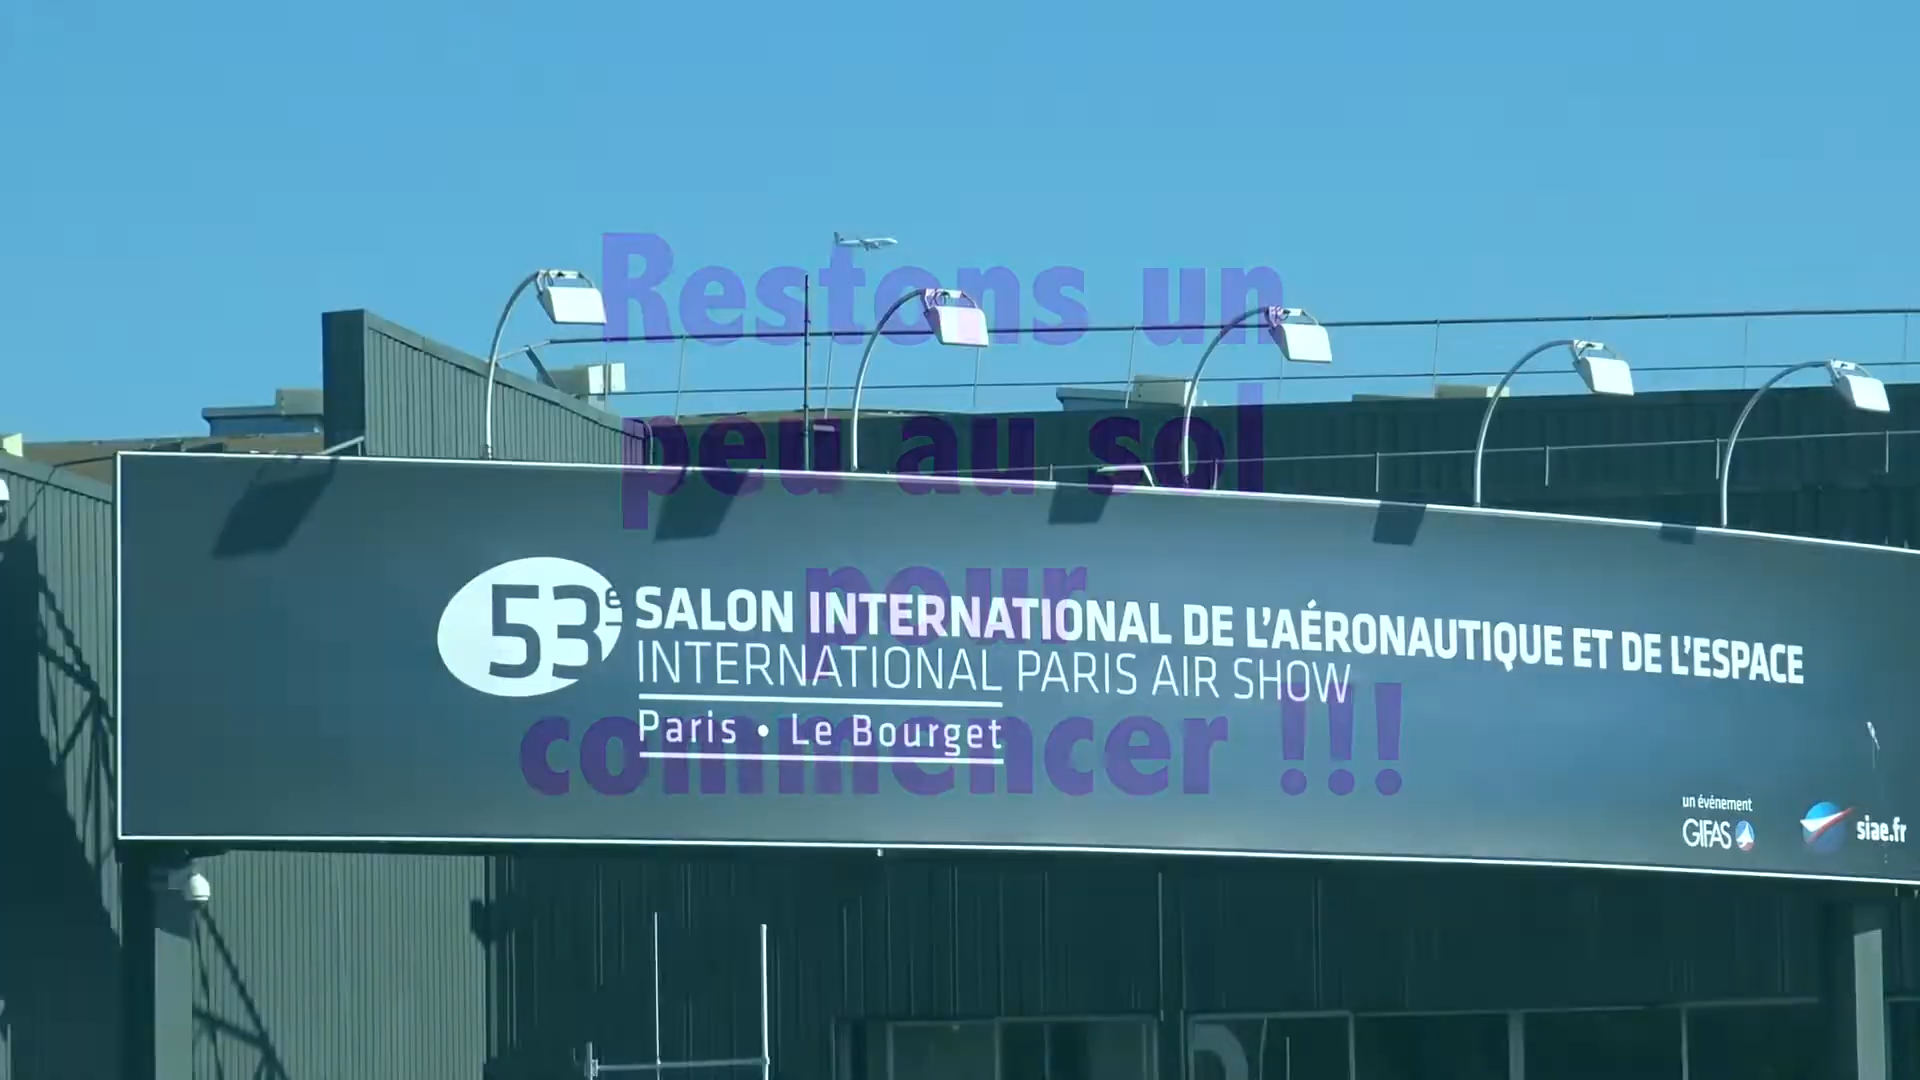 Restons un
peu au sol
pour
commencer !!!
53e SALON INTERNATIONAL DE L'AÉRONAUTIQUE ET DE L'ESPACE
INTERNATIONAL PARIS AIR SHOW
Paris • Le Bourget
un événement
GIFAS
siae.fr